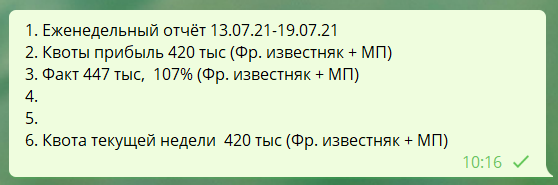 1. Еженедельный отчёт 13.07.21-19.07.21
2. Квоты прибыль 420 тыс (Фр. известняк + МП)
3. Факт 447 тыс,  107% (Фр. известняк + МП)
4.
5.
6. Квота текущей недели  420 тыс (Фр. известняк + МП)
10:16